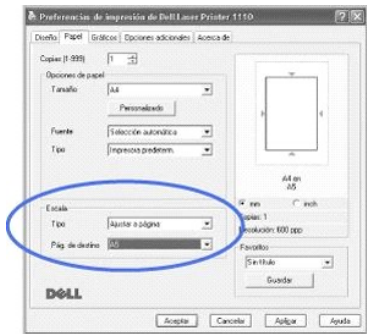 Preferencias de impresión de Dell Laser Printer 1110
Diseño Papel Gráficos Opciones adicionales Acerca de
Copias (1-999) 1
Opciones de papel
Tamaño A4
Personalizado
Fuente Selección automática
Tipo Impresora predeterm.
A4 en
A5
mm inch
Copias: 1
Resolución: 600 ppp
Escala
Tipo Ajustar a página
Pág. de destino A5
Favoritos
Sin título
Guardar
DELL
Aceptar Cancelar Aplicar Ayuda